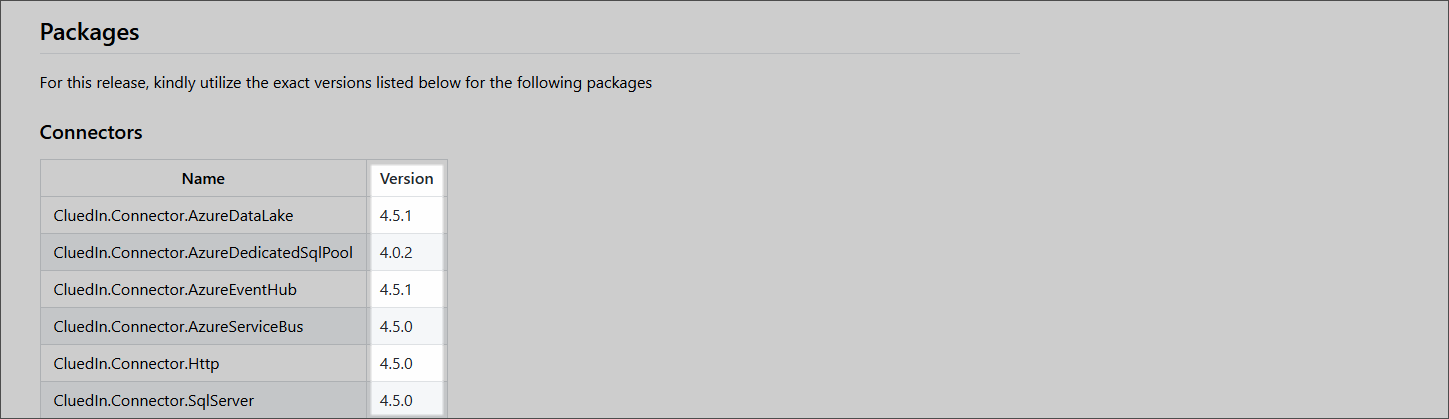 Packages
For this release, kindly utilize the exact versions listed below for the following packages
Connectors
Name Version
CluedIn.Connector.AzureDataLake 4.5.1
CluedIn.Connector.AzureDedicatedSqlPool 4.0.2
CluedIn.Connector.AzureEventHub 4.5.1
CluedIn.Connector.AzureServiceBus 4.5.0
CluedIn.Connector.Http 4.5.0
CluedIn.Connector.SqlServer 4.5.0